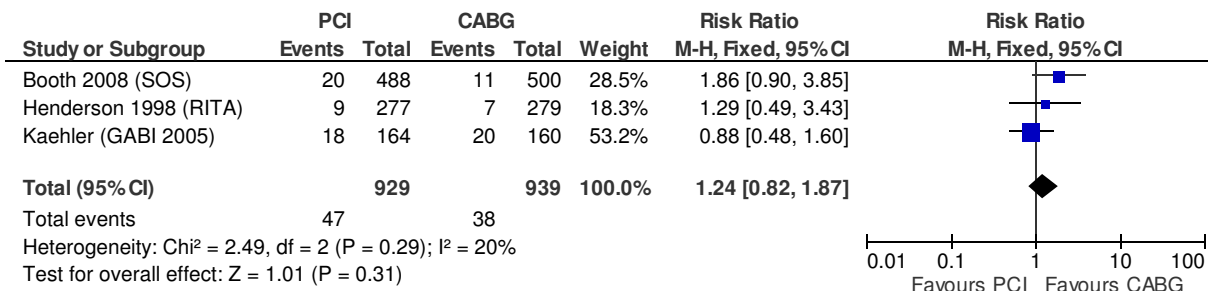 PCI CABG Risk Ratio Risk Ratio
Study or Subgroup Events Total Events Total Weight M-H, Fixed, 95% CI M-H, Fixed, 95% CI
Booth 2008 (SOS) 20 488 11 500 28.5% 1.86 [0.90, 3.85]
Henderson 1998 (RITA) 9 277 7 279 18.3% 1.29 [0.49, 3.43]
Kaehler (GABI 2005) 18 164 20 160 53.2% 0.88 [0.48, 1.60]
Total (95% CI) 929 939 100.0% 1.24 [0.82, 1.87]
Total events 47 38
Heterogeneity: Chi² = 2.49, df = 2 (P = 0.29); I² = 20%
Test for overall effect: Z = 1.01 (P = 0.31)
0.01 0.1 1 10 100
Favours PCI Favours CABG